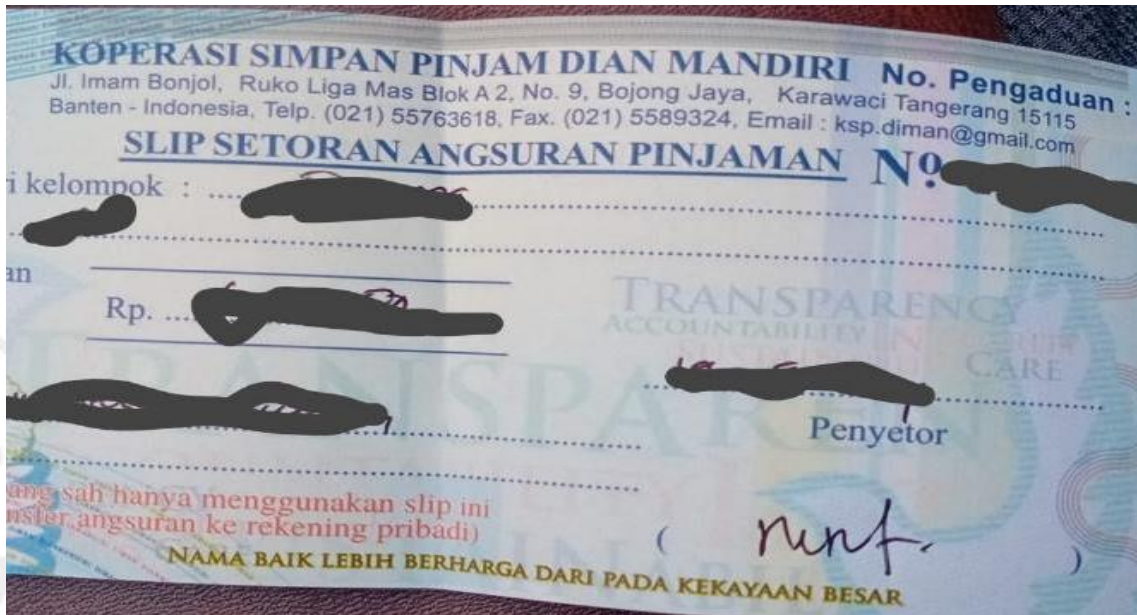 KOPERASI SIMPAN PINJAM DIAN MANDIRI No. Pengaduan :
Jl. Imam Bonjol, Ruko Liga Mas Blok A 2, No. 9, Bojong Jaya, Karawaci Tangerang 15115
Banten - Indonesia, Telp. (021) 55763618, Fax. (021) 5589324, Email : ksp.diman@gmail.com
SLIP SETORAN ANGSURAN PINJAMAN No
i kelompok :
an
Rp.
TRANSPARENCY
ACCOUNTABILITY
CARE
TRANSPAREN
Penyetor
ang sah hanya menggunakan slip ini
nsfer angsuran ke rekening pribadi)
( )
NAMA BAIK LEBIH BERHARGA DARI PADA KEKAYAAN BESAR